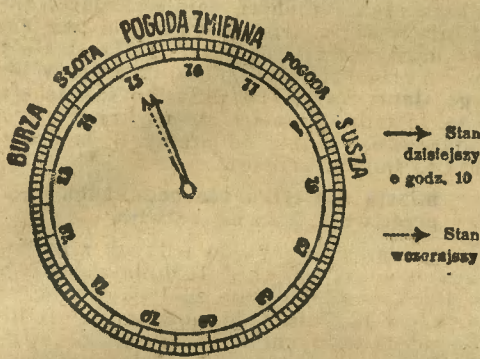 BURZA
SŁOTA
POGODA ZMIENNA
POGODA
SUSZA
74
75
76
77
73
72
71
70
69
Stan
dzisiejszy
o godz. 10
Stan
wczorajszy